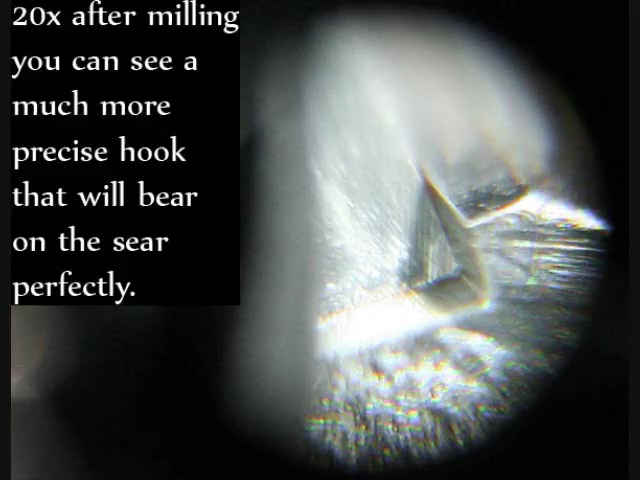 20x after milling
you can see a
much more
precise hook
that will bear
on the sear
perfectly.